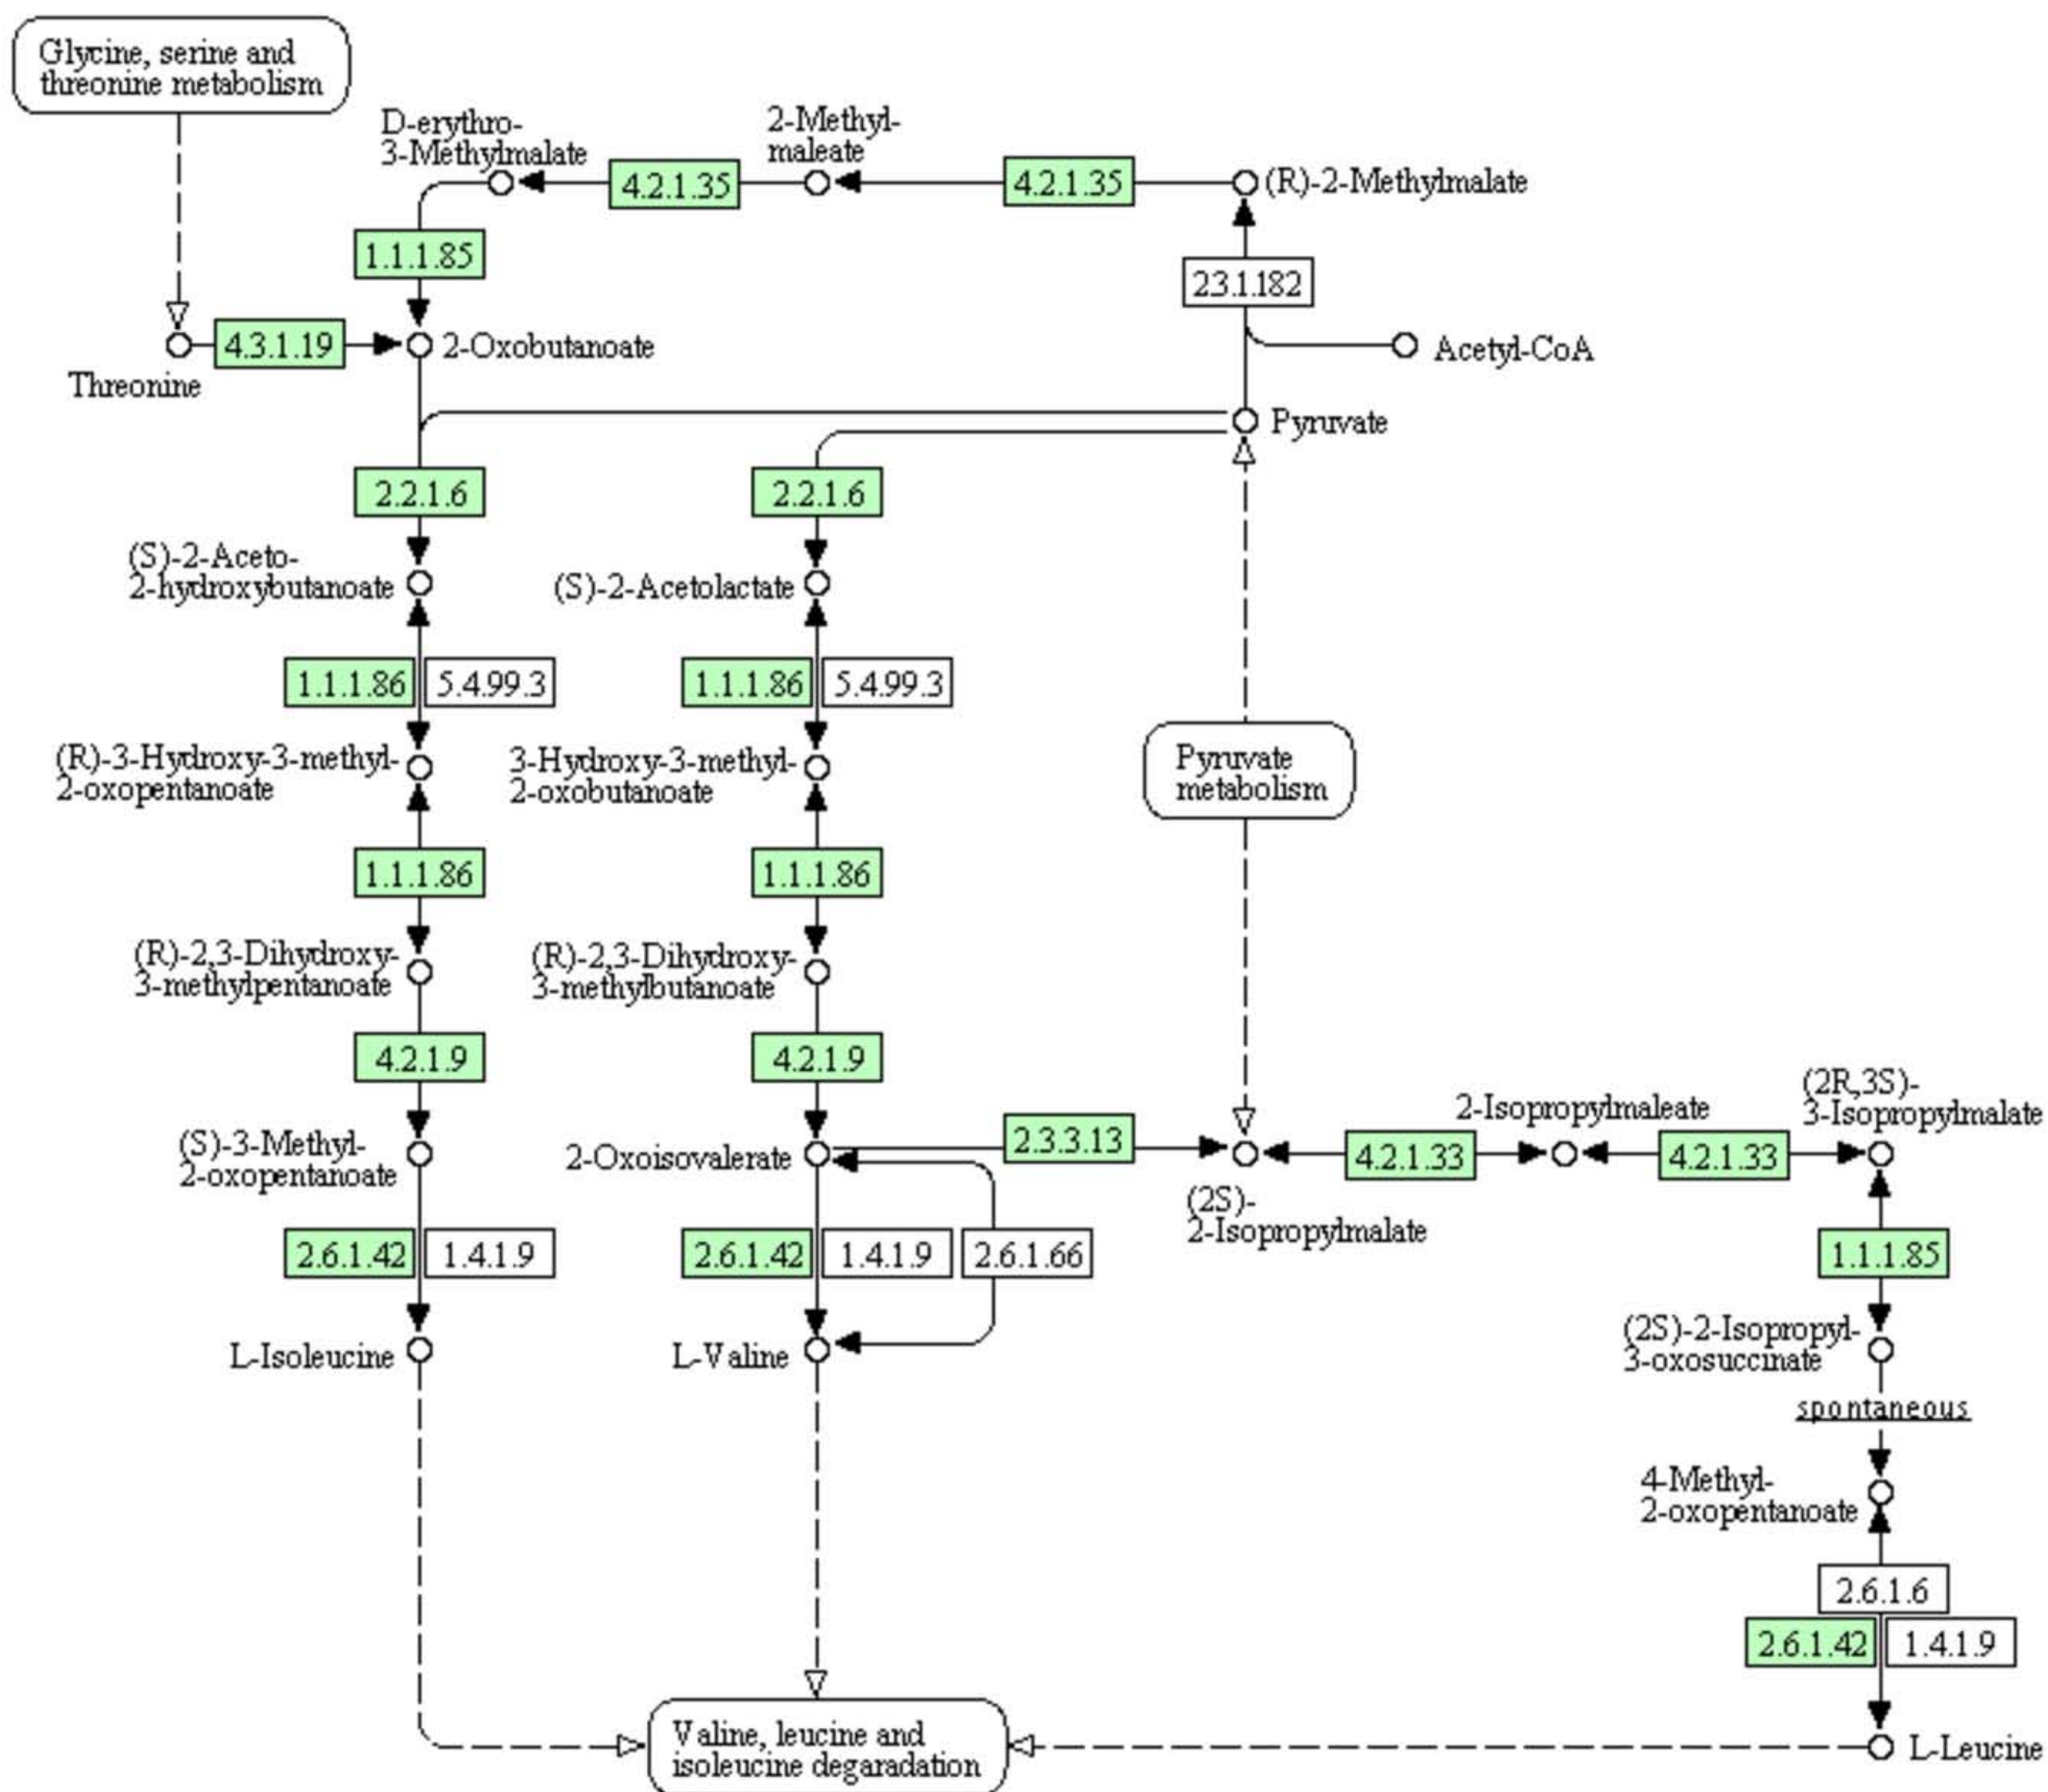 Glycine, serine and
threonine metabolism
D-erythro-
3-Methylmalate
2-Methyl-
maleate
4.2.1.35
4.2.1.35
(R)-2-Methylmalate
1.1.1.85
23.1.182
4.3.1.19
2-Oxobutanoate
Acetyl-CoA
Threonine
Pyruvate
2.2.1.6
2.2.1.6
(S)-2-Aceto-
2-hydroxybutanoate
(S)-2-Acetolactate
1.1.1.86
5.4.99.3
1.1.1.86
5.4.99.3
(R)-3-Hydroxy-3-methyl-
2-oxopentanoate
3-Hydroxy-3-methyl-
2-oxobutanoate
Pyruvate
metabolism
1.1.1.86
1.1.1.86
(R)-2,3-Dihydroxy-
3-methylpentanoate
(R)-2,3-Dihydroxy-
3-methylbutanoate
4.2.1.9
4.2.1.9
(S)-3-Methyl-
2-oxopentanoate
2-Oxoisovalerate
2.3.3.13
(2S)-
2-Isopropylmalate
4.2.1.33
2-Isopropylmaleate
4.2.1.33
(2R,3S)-
3-Isopropylmalate
2.6.1.42
1.4.1.9
2.6.1.42
1.4.1.9
2.6.1.66
1.1.1.85
L-Isoleucine
L-Valine
(2S)-2-Isopropyl-
3-oxosuccinate
spontaneous
4-Methyl-
2-oxopentanoate
2.6.1.6
2.6.1.42
1.4.1.9
Valine, leucine and
isoleucine degaradation
L-Leucine